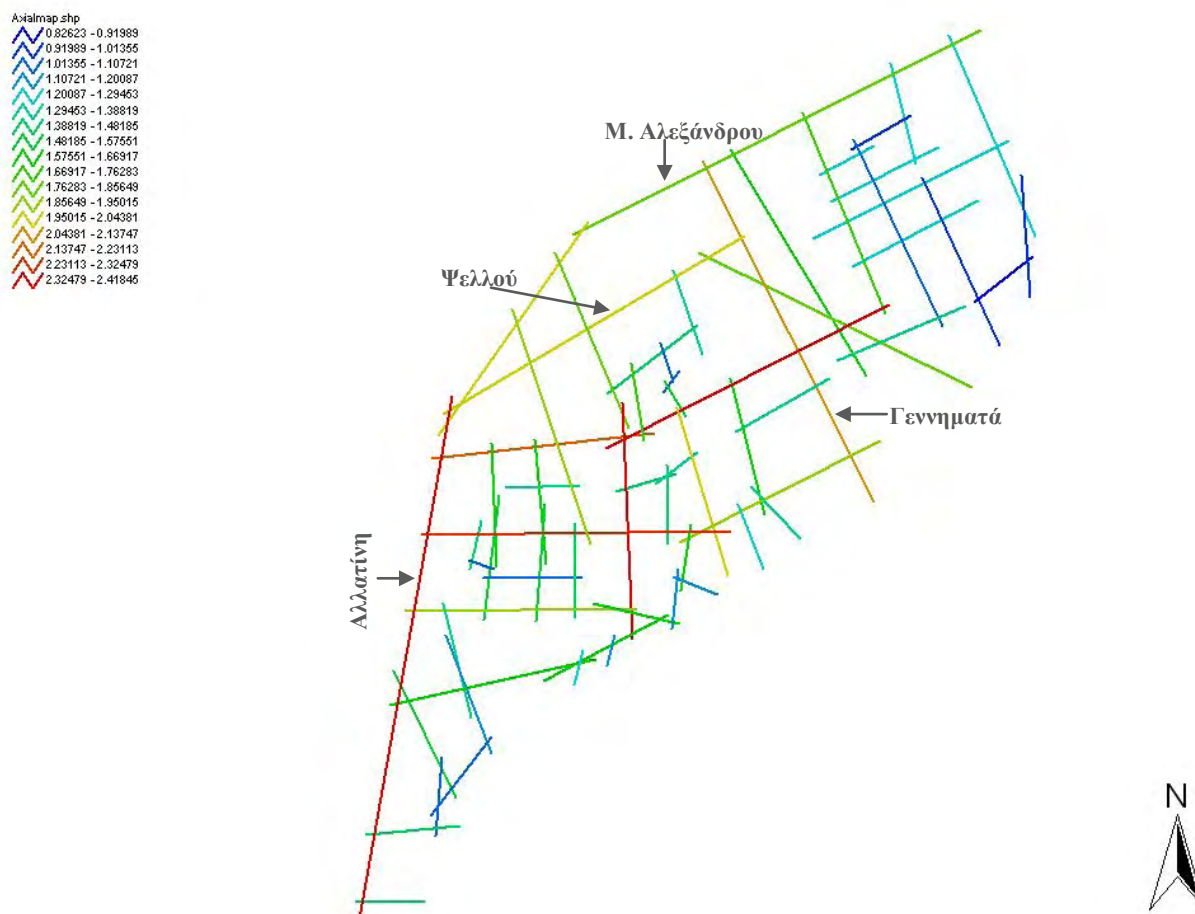 Axialmap.shp
0.82623 - 0.91989
0.91989 - 1.01355
1.01355 - 1.10721
1.10721 - 1.20087
1.20087 - 1.29453
1.29453 - 1.38819
1.38819 - 1.48185
1.48185 - 1.57551
1.57551 - 1.66917
1.66917 - 1.76283
1.76283 - 1.85649
1.85649 - 1.95015
1.95015 - 2.04381
2.04381 - 2.13747
2.13747 - 2.23113
2.23113 - 2.32479
2.32479 - 2.41845
Μ. Αλεξάνδρου
Ψελλού
Γεννηματά
Αλλατίνη
N